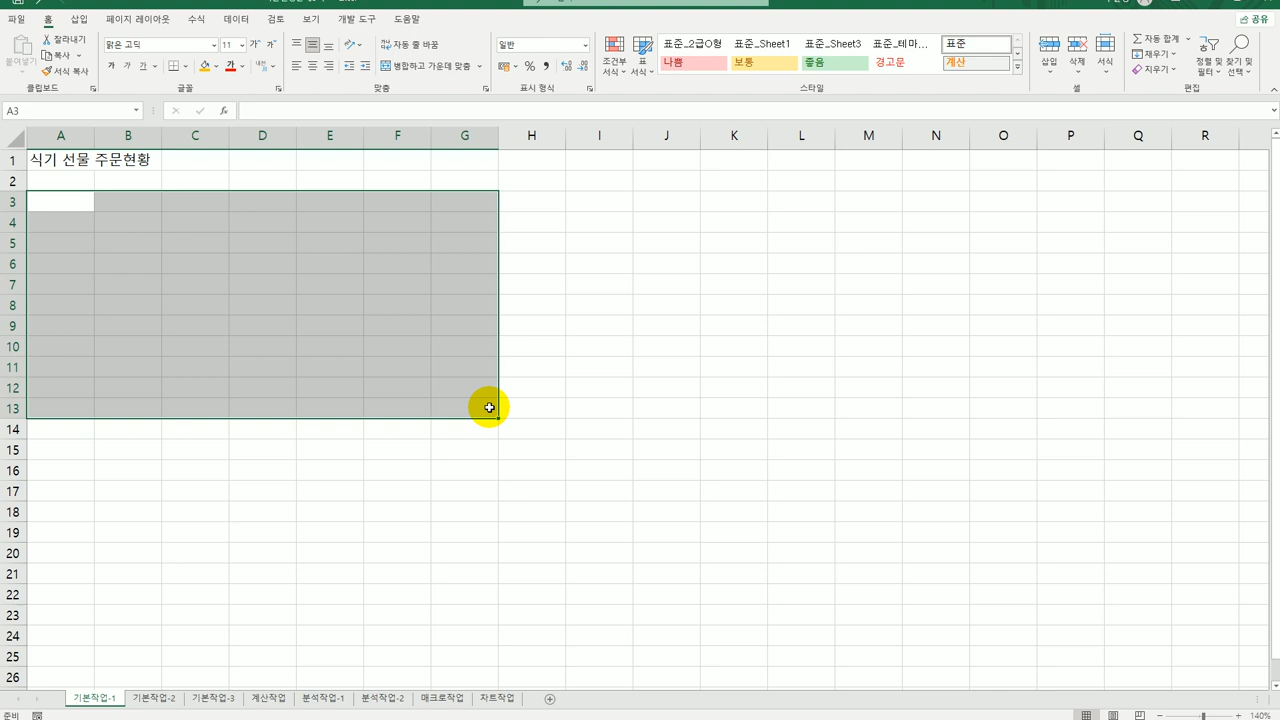 파일 홈 삽입 페이지 레이아웃 수식 데이터 검토 보기 개발 도구 도움말 공유
붙여넣기 잘라내기 복사 서식 복사 클립보드
맑은 고딕 11 가 가 가 글꼴
자동 줄 바꿈 병합하고 가운데 맞춤 맞춤
일반 % 표시 형식
조건부 서식 표 서식
표준_2급O형 표준_Sheet1 표준_Sheet3 표준_테마... 표준
나쁨 보통 좋음 경고문 계산
스타일
삽입 삭제 서식 셀
자동 합계 채우기 지우기 정렬 및 필터 찾기 및 선택 편집
A3 fx
A B C D E F G H I J K L M N O P Q R
1 식기 선물 주문현황
2
3
4
5
6
7
8
9
10
11
12
13
14
15
16
17
18
19
20
21
22
23
24
25
26
기본작업-1 기본작업-2 기본작업-3 계산작업 분석작업-1 분석작업-2 매크로작업 차트작업
준비 140%